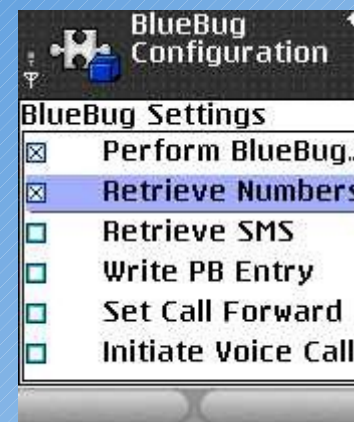 BlueBug
Configuration
BlueBug Settings
Perform BlueBug..
Retrieve Numbers
Retrieve SMS
Write PB Entry
Set Call Forward
Initiate Voice Call